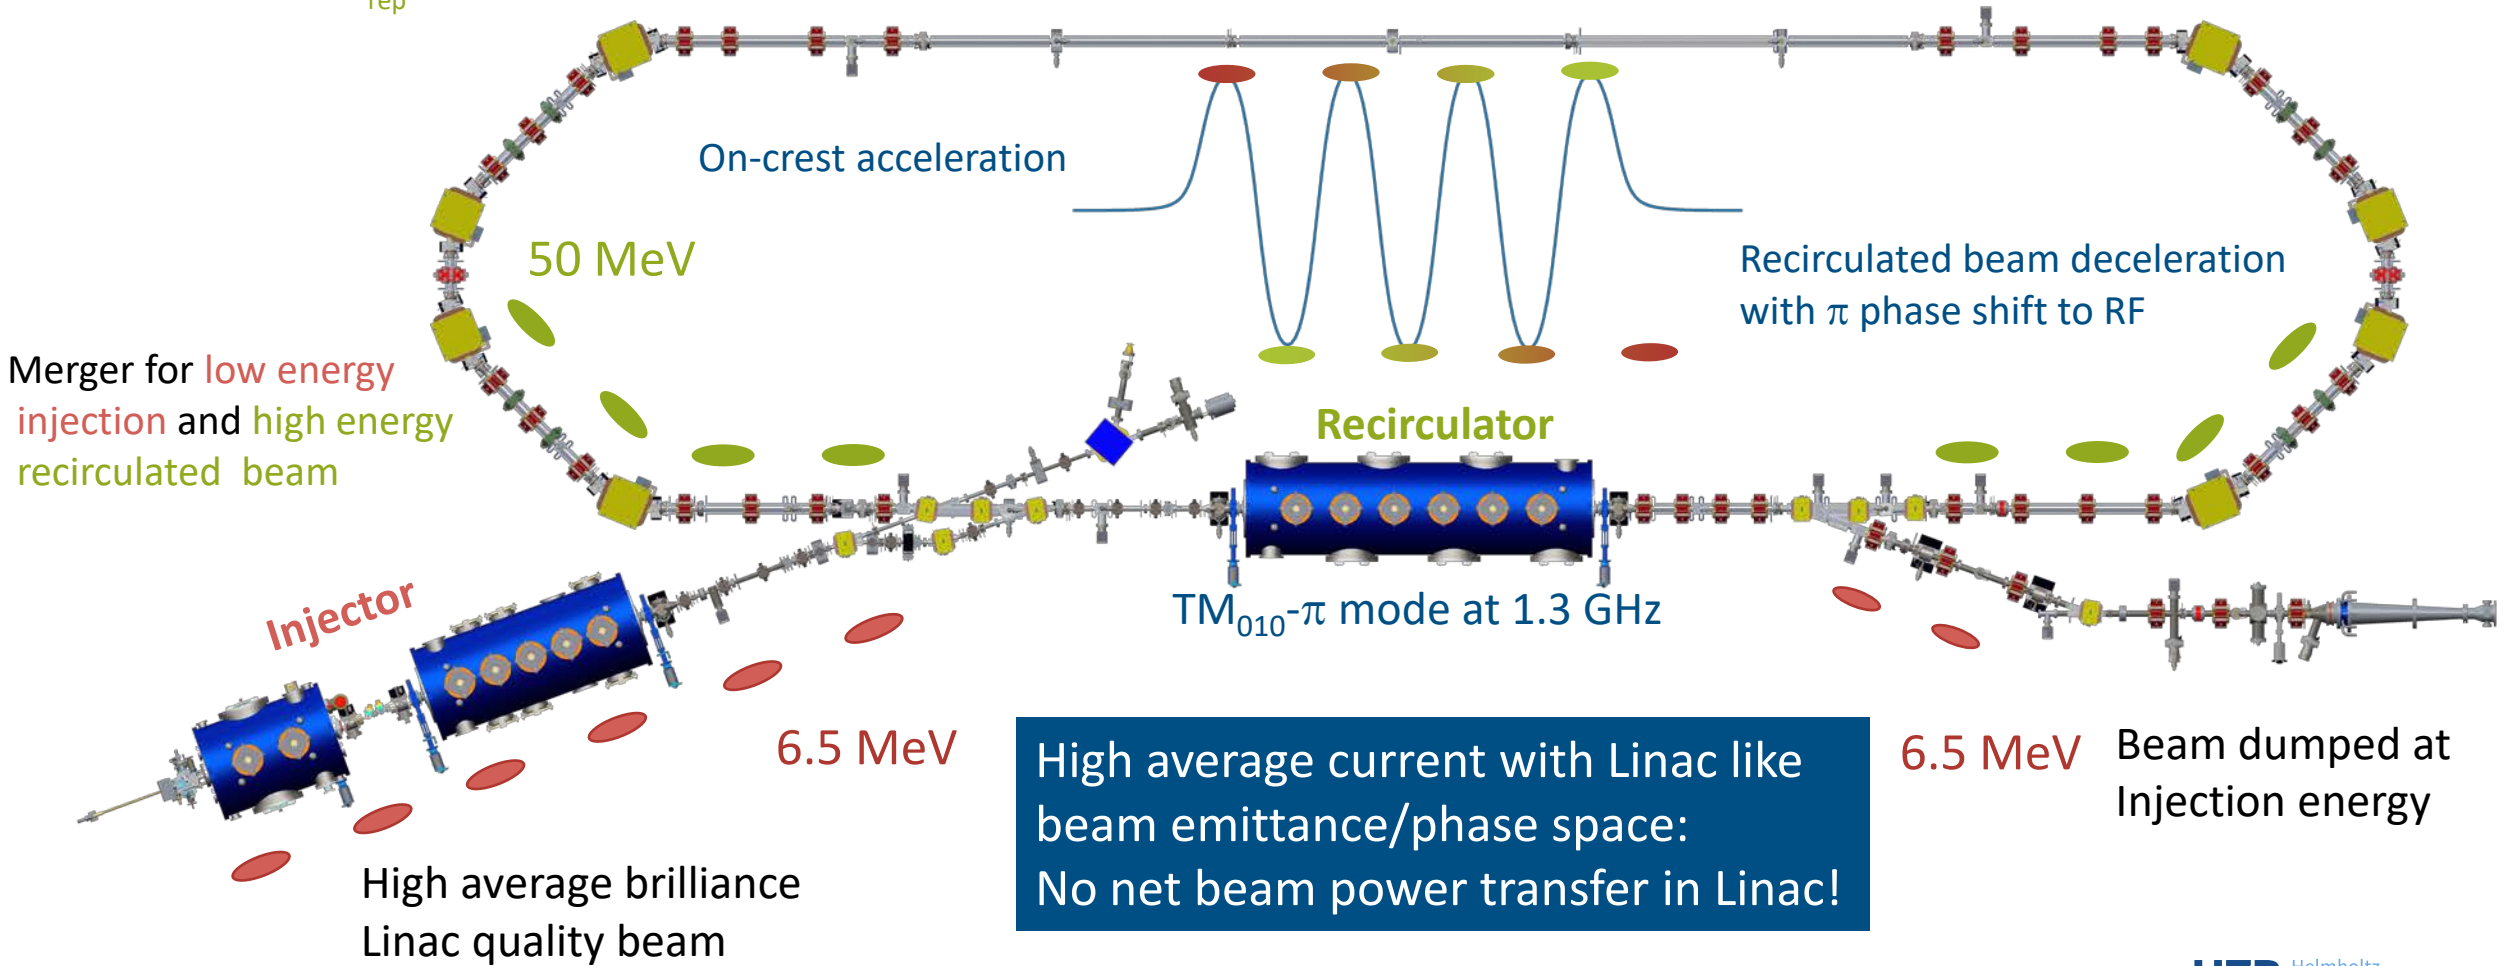 rep
On-crest acceleration
50 MeV
Recirculated beam deceleration
with π phase shift to RF
Merger for low energy
injection and high energy
recirculated beam
Recirculator
Injector
TM010-π mode at 1.3 GHz
6.5 MeV
High average current with Linac like
beam emittance/phase space:
No net beam power transfer in Linac!
6.5 MeV
Beam dumped at
Injection energy
High average brilliance
Linac quality beam
HZB Helmholtz